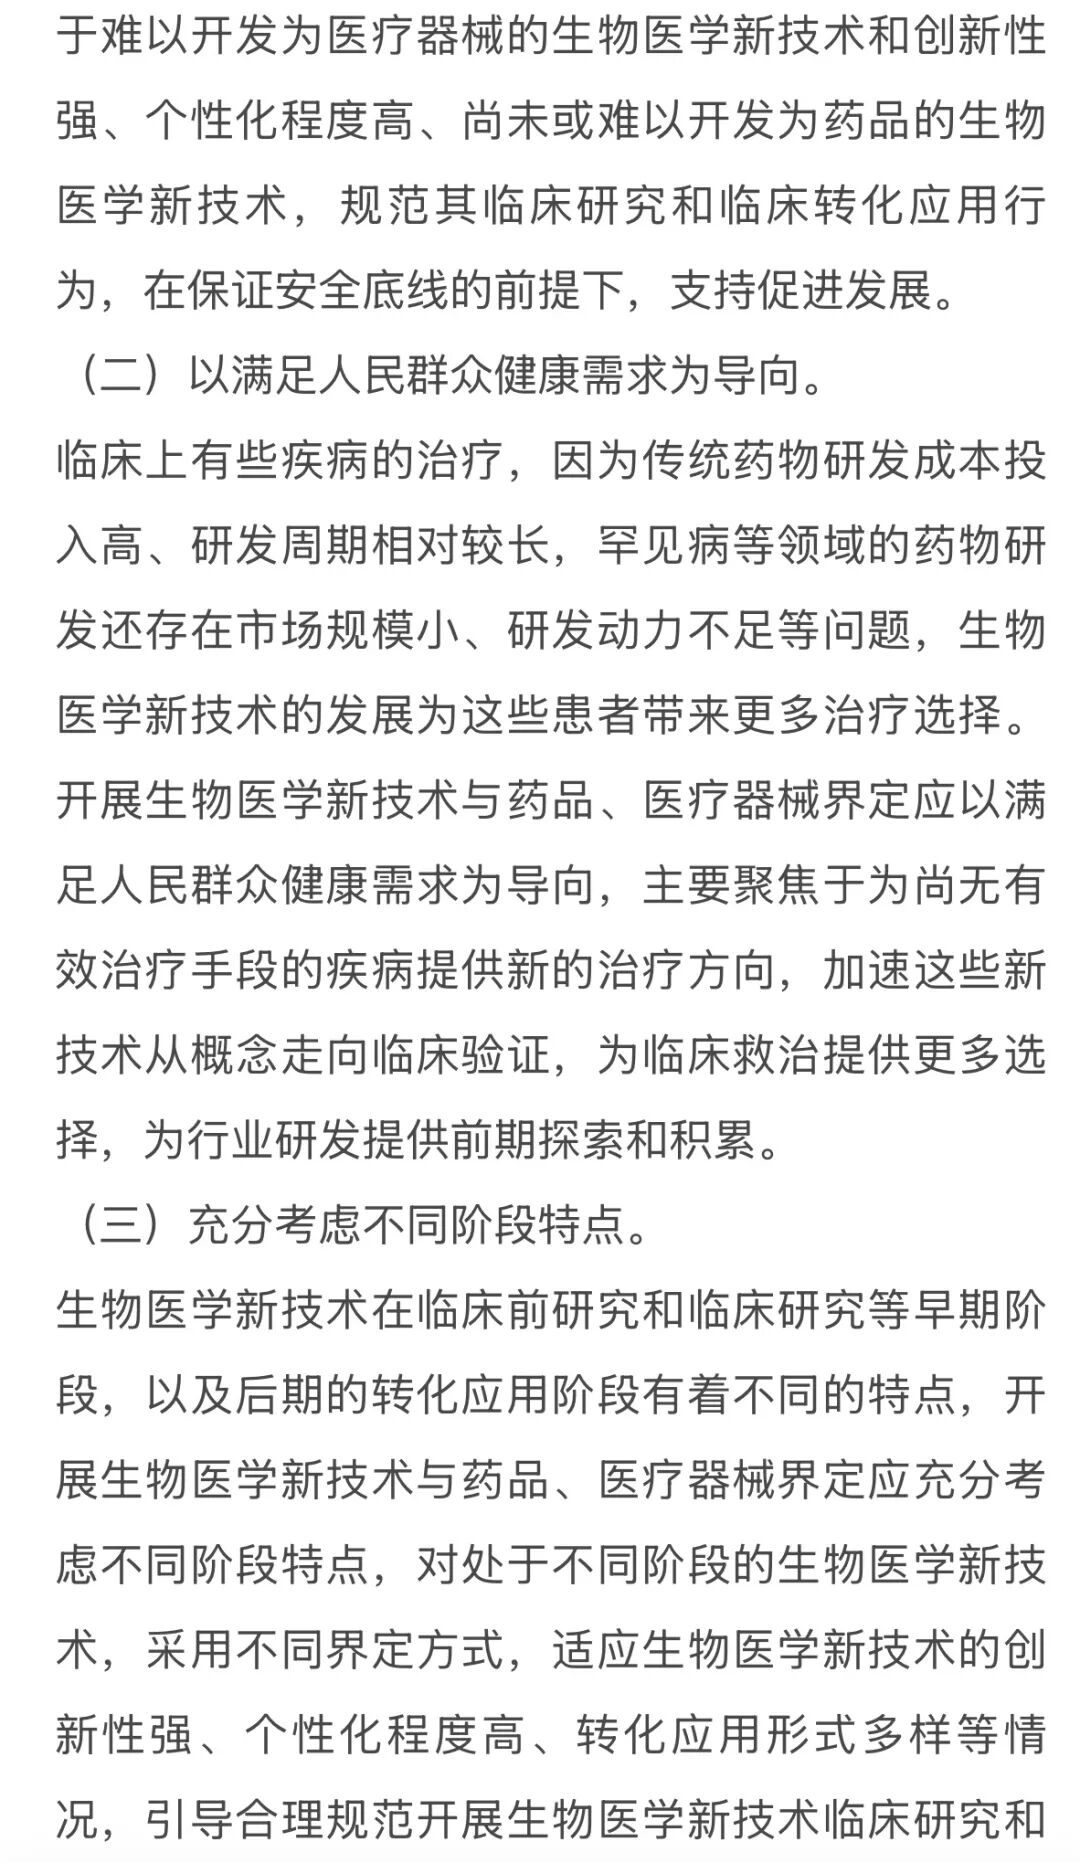 于难以开发为医疗器械的生物医学新技术和创新性
强、个性化程度高、尚未或难以开发为药品的生物
医学新技术，规范其临床研究和临床转化应用行
为，在保证安全底线的前提下，支持促进发展。
（二）以满足人民群众健康需求为导向。
临床上有些疾病的治疗，因为传统药物研发成本投
入高、研发周期相对较长，罕见病等领域的药物研
发还存在市场规模小、研发动力不足等问题，生物
医学新技术的发展为这些患者带来更多治疗选择。
开展生物医学新技术与药品、医疗器械界定应以满
足人民群众健康需求为导向，主要聚焦于为尚无有
效治疗手段的疾病提供新的治疗方向，加速这些新
技术从概念走向临床验证，为临床救治提供更多选
择，为行业研发提供前期探索和积累。
（三）充分考虑不同阶段特点。
生物医学新技术在临床前研究和临床研究等早期阶
段，以及后期的转化应用阶段有着不同的特点，开
展生物医学新技术与药品、医疗器械界定应充分考
虑不同阶段特点，对处于不同阶段的生物医学新技
术，采用不同界定方式，适应生物医学新技术的创
新性强、个性化程度高、转化应用形式多样等情
况，引导合理规范开展生物医学新技术临床研究和